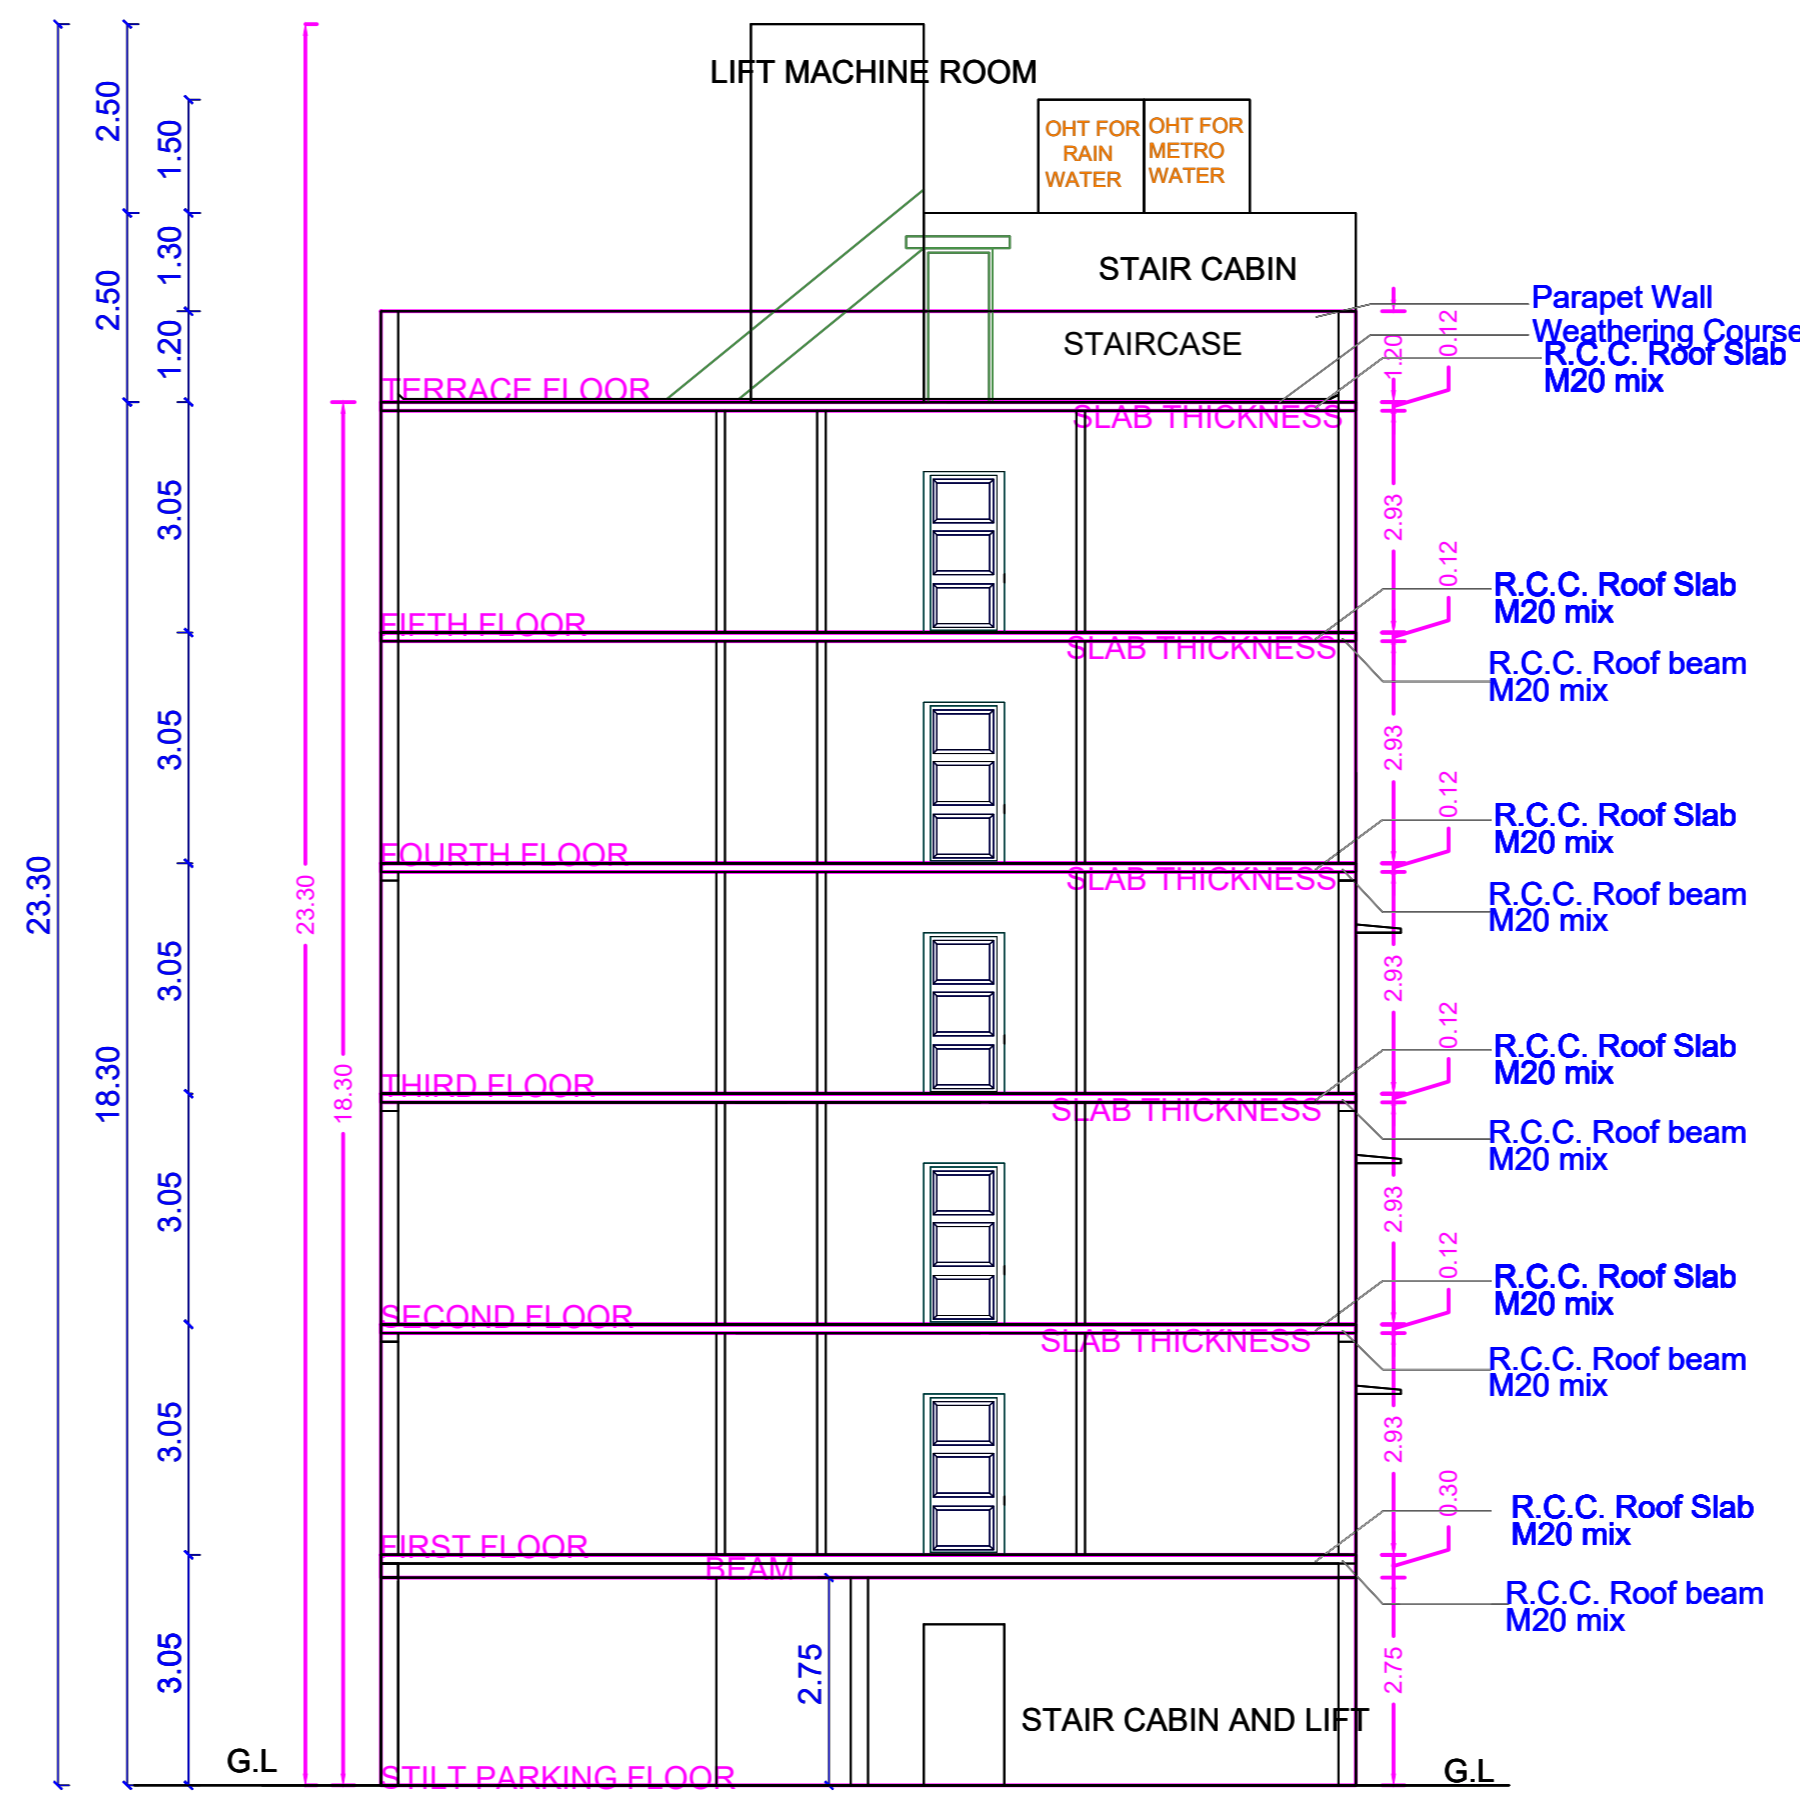 LIFT MACHINE ROOM
2.50
1.50
OHT FOR
RAIN
WATER
OHT FOR
METRO
WATER
2.50
1.30
STAIR CABIN
Parapet Wall
Weathering Course
R.C.C. Roof Slab
M20 mix
1.20
STAIRCASE
1.20
0.12
TERRACE FLOOR
SLAB THICKNESS
3.05
2.93
0.12
R.C.C. Roof Slab
M20 mix
FIFTH FLOOR
SLAB THICKNESS
R.C.C. Roof beam
M20 mix
3.05
2.93
0.12
R.C.C. Roof Slab
M20 mix
FOURTH FLOOR
SLAB THICKNESS
R.C.C. Roof beam
M20 mix
23.30
23.30
3.05
2.93
0.12
R.C.C. Roof Slab
M20 mix
18.30
18.30
THIRD FLOOR
SLAB THICKNESS
R.C.C. Roof beam
M20 mix
3.05
2.93
0.12
R.C.C. Roof Slab
M20 mix
SECOND FLOOR
SLAB THICKNESS
R.C.C. Roof beam
M20 mix
3.05
2.93
0.30
R.C.C. Roof Slab
M20 mix
FIRST FLOOR
BEAM
R.C.C. Roof beam
M20 mix
3.05
2.75
2.75
STAIR CABIN AND LIFT
G.L
STILT PARKING FLOOR
G.L